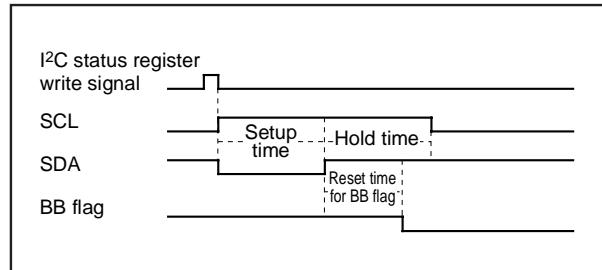 I²C status register
write signal
SCL
Setup
time
Hold time
SDA
Reset time
for BB flag
BB flag